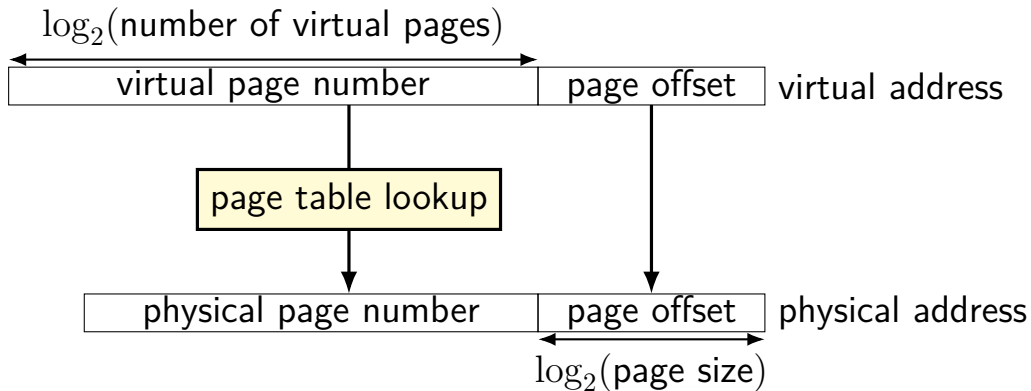 log₂(number of virtual pages)
virtual page number page offset virtual address
page table lookup
physical page number page offset physical address
log₂(page size)